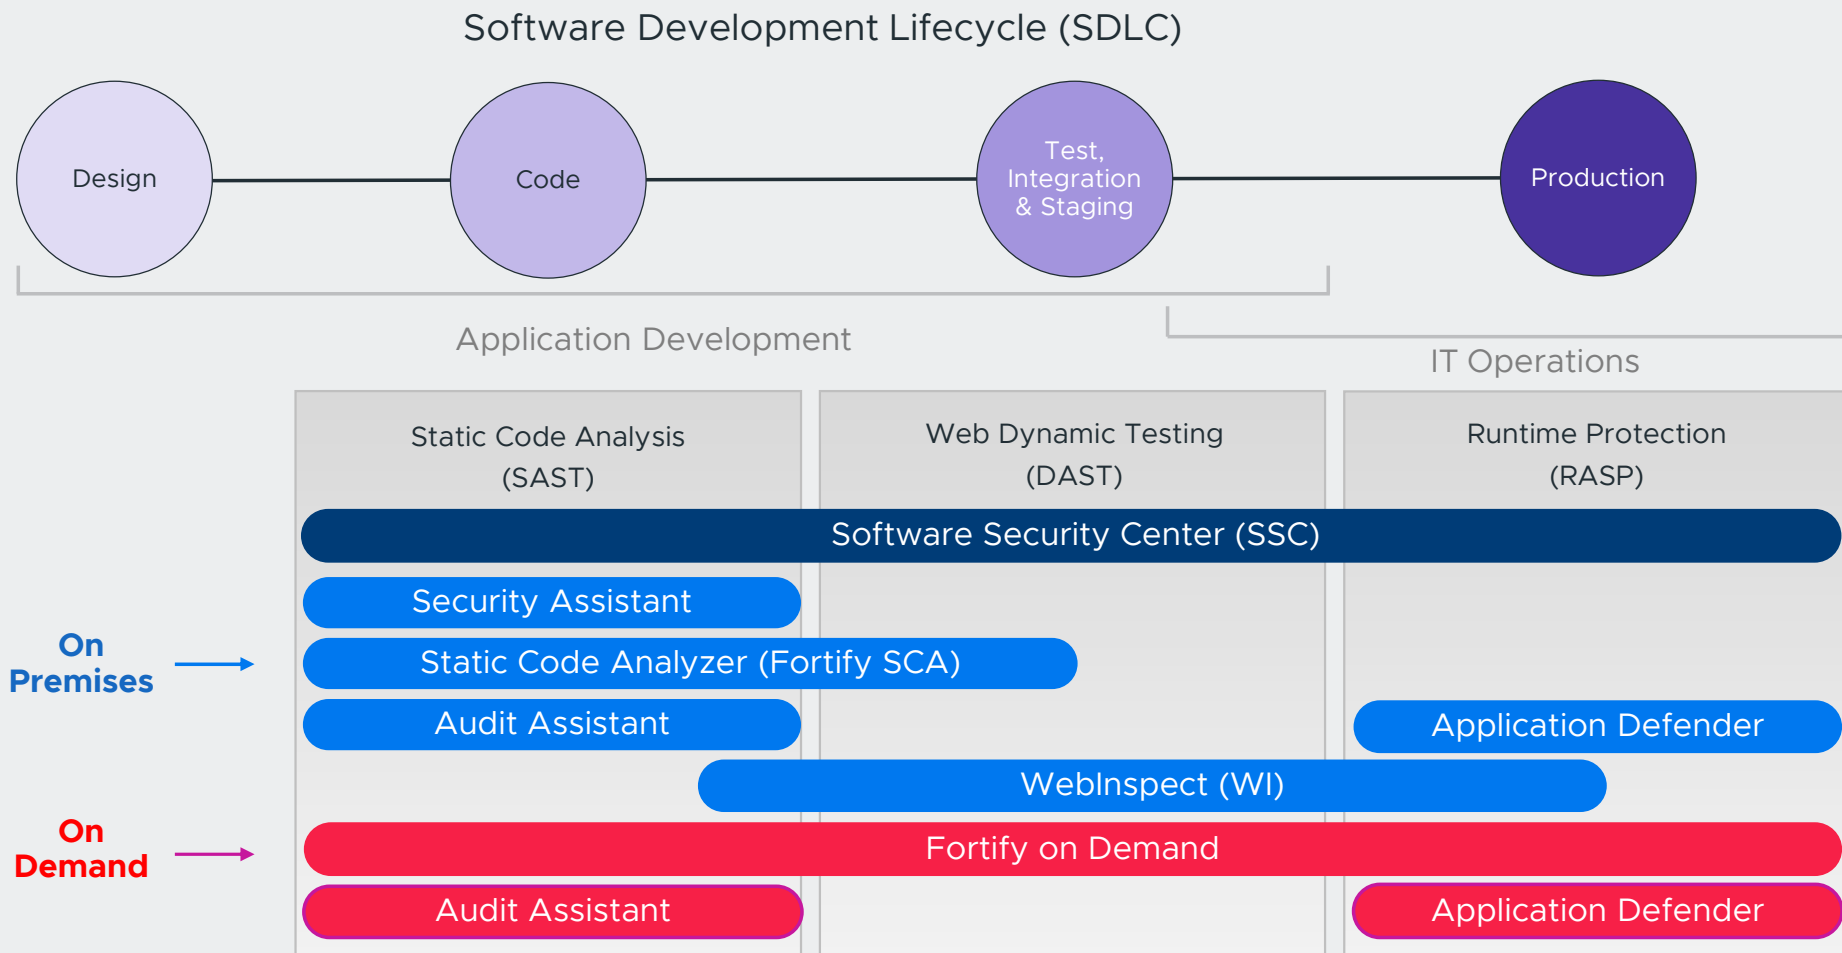 Software Development Lifecycle (SDLC)
Design
Code
Test,
Integration
& Staging
Production
Application Development
IT Operations
Static Code Analysis
(SAST)
Web Dynamic Testing
(DAST)
Runtime Protection
(RASP)
Software Security Center (SSC)
Security Assistant
On
Premises
Static Code Analyzer (Fortify SCA)
Audit Assistant
Application Defender
WebInspect (WI)
On
Demand
Fortify on Demand
Audit Assistant
Application Defender